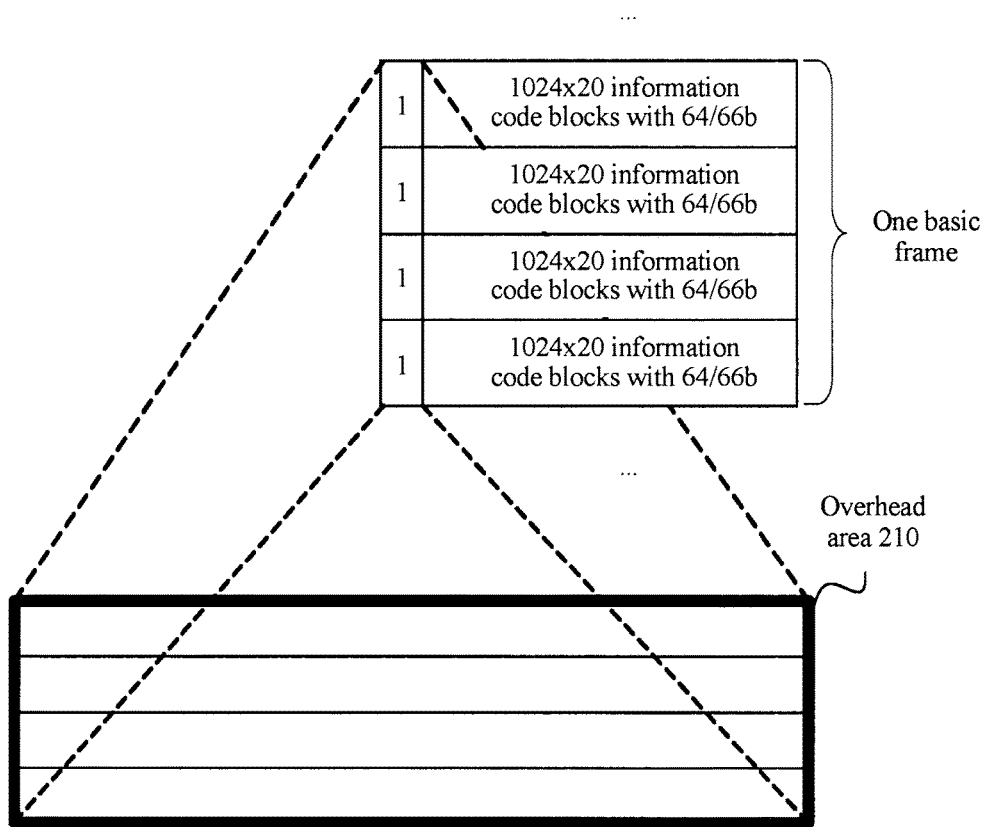 ...
1
1024x20 information
code blocks with 64/66b
1
1024x20 information
code blocks with 64/66b
1
1024x20 information
code blocks with 64/66b
1
1024x20 information
code blocks with 64/66b
One basic
frame
...
Overhead
area 210